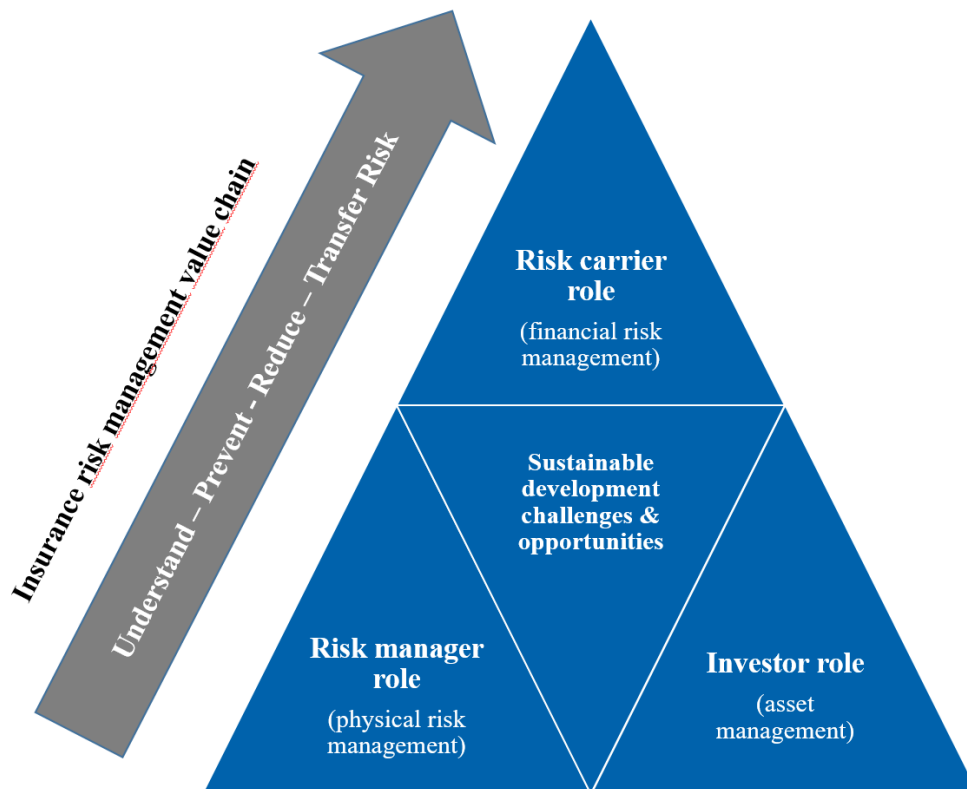 Insurance risk management value chain
Understand – Prevent - Reduce – Transfer Risk
Risk carrier
role
(financial risk
management)
Sustainable
development
challenges &
opportunities
Risk manager
role
(physical risk
management)
Investor role
(asset
management)